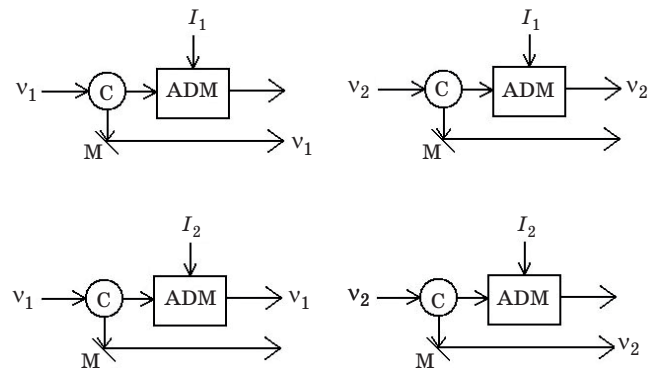 I₁
ν₁ C ADM
M ν₁
I₁
ν₂ C ADM ν₂
M
I₂
ν₁ C ADM ν₁
M
I₂
ν₂ C ADM
M ν₂